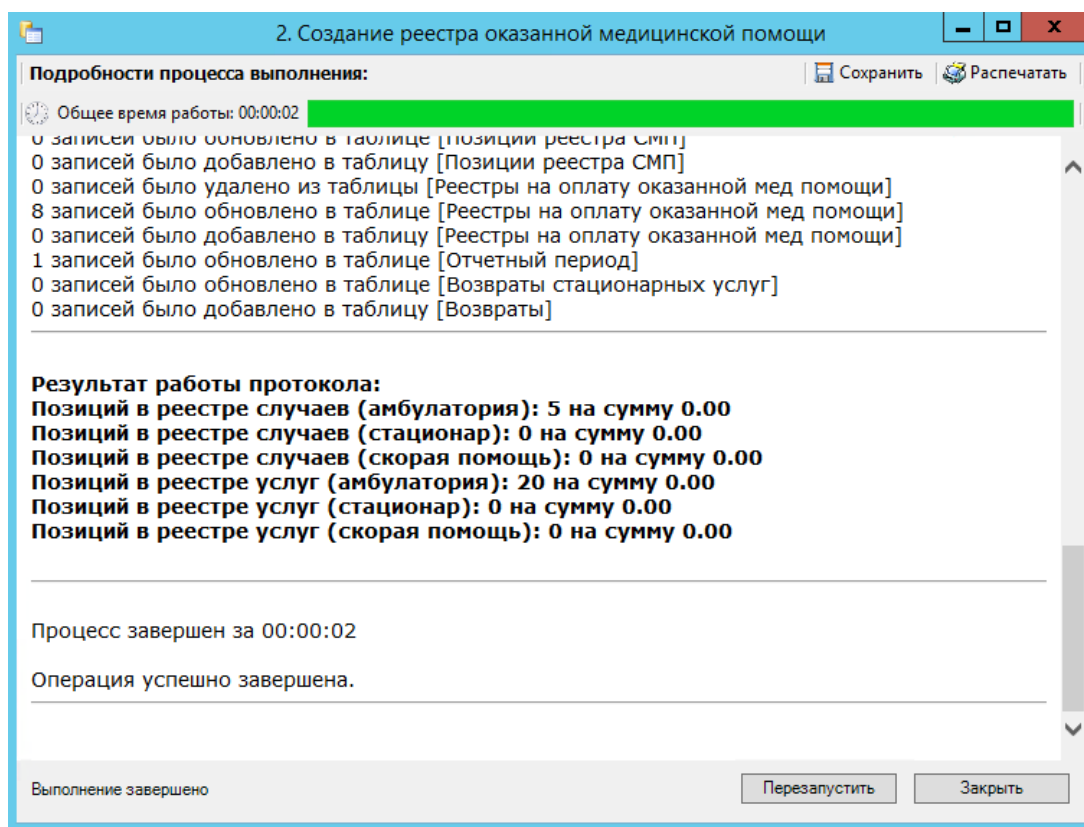 2. Создание реестра оказанной медицинской помощи
Подробности процесса выполнения:
Сохранить
Распечатать
Общее время работы: 00:00:02
0 записей было обновлено в таблице [Позиции реестра СМП]
0 записей было добавлено в таблицу [Позиции реестра СМП]
0 записей было удалено из таблицы [Реестры на оплату оказанной мед помощи]
8 записей было обновлено в таблице [Реестры на оплату оказанной мед помощи]
0 записей было добавлено в таблицу [Реестры на оплату оказанной мед помощи]
1 записей было обновлено в таблице [Отчетный период]
0 записей было обновлено в таблице [Возвраты стационарных услуг]
0 записей было добавлено в таблицу [Возвраты]
Результат работы протокола:
Позиций в реестре случаев (амбулатория): 5 на сумму 0.00
Позиций в реестре случаев (стационар): 0 на сумму 0.00
Позиций в реестре случаев (скорая помощь): 0 на сумму 0.00
Позиций в реестре услуг (амбулатория): 20 на сумму 0.00
Позиций в реестре услуг (стационар): 0 на сумму 0.00
Позиций в реестре услуг (скорая помощь): 0 на сумму 0.00
Процесс завершен за 00:00:02
Операция успешно завершена.
Выполнение завершено
Перезапустить
Закрыть